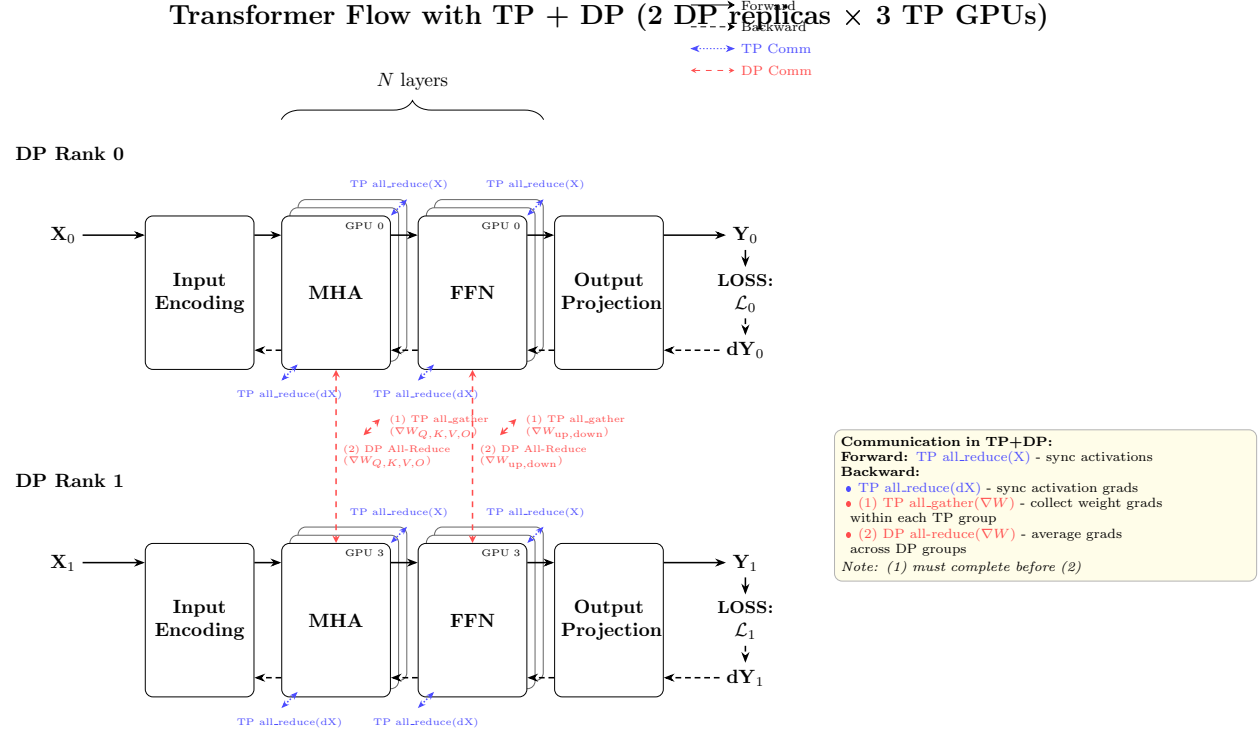 Transformer Flow with TP + DP (2 DP replicas × 3 TP GPUs)
Forward
Backward
TP Comm
DP Comm
N layers
DP Rank 0
TP all_reduce(X)
TP all_reduce(X)
GPU 0
GPU 0
X₀
Input
Encoding
MHA
FFN
Output
Projection
Y₀
LOSS:
ℒ₀
dY₀
TP all_reduce(dX)
TP all_reduce(dX)
(1) TP all_gather
(∇W_{Q,K,V,O})
(2) DP All-Reduce
(∇W_{Q,K,V,O})
(1) TP all_gather
(∇W_{up,down})
(2) DP All-Reduce
(∇W_{up,down})
DP Rank 1
TP all_reduce(X)
TP all_reduce(X)
GPU 3
GPU 3
X₁
Input
Encoding
MHA
FFN
Output
Projection
Y₁
LOSS:
ℒ₁
dY₁
TP all_reduce(dX)
TP all_reduce(dX)
Communication in TP+DP:
Forward: TP all_reduce(X) - sync activations
Backward:
• TP all_reduce(dX) - sync activation grads
• (1) TP all_gather(∇W) - collect weight grads
within each TP group
• (2) DP all-reduce(∇W) - average grads
across DP groups
Note: (1) must complete before (2)